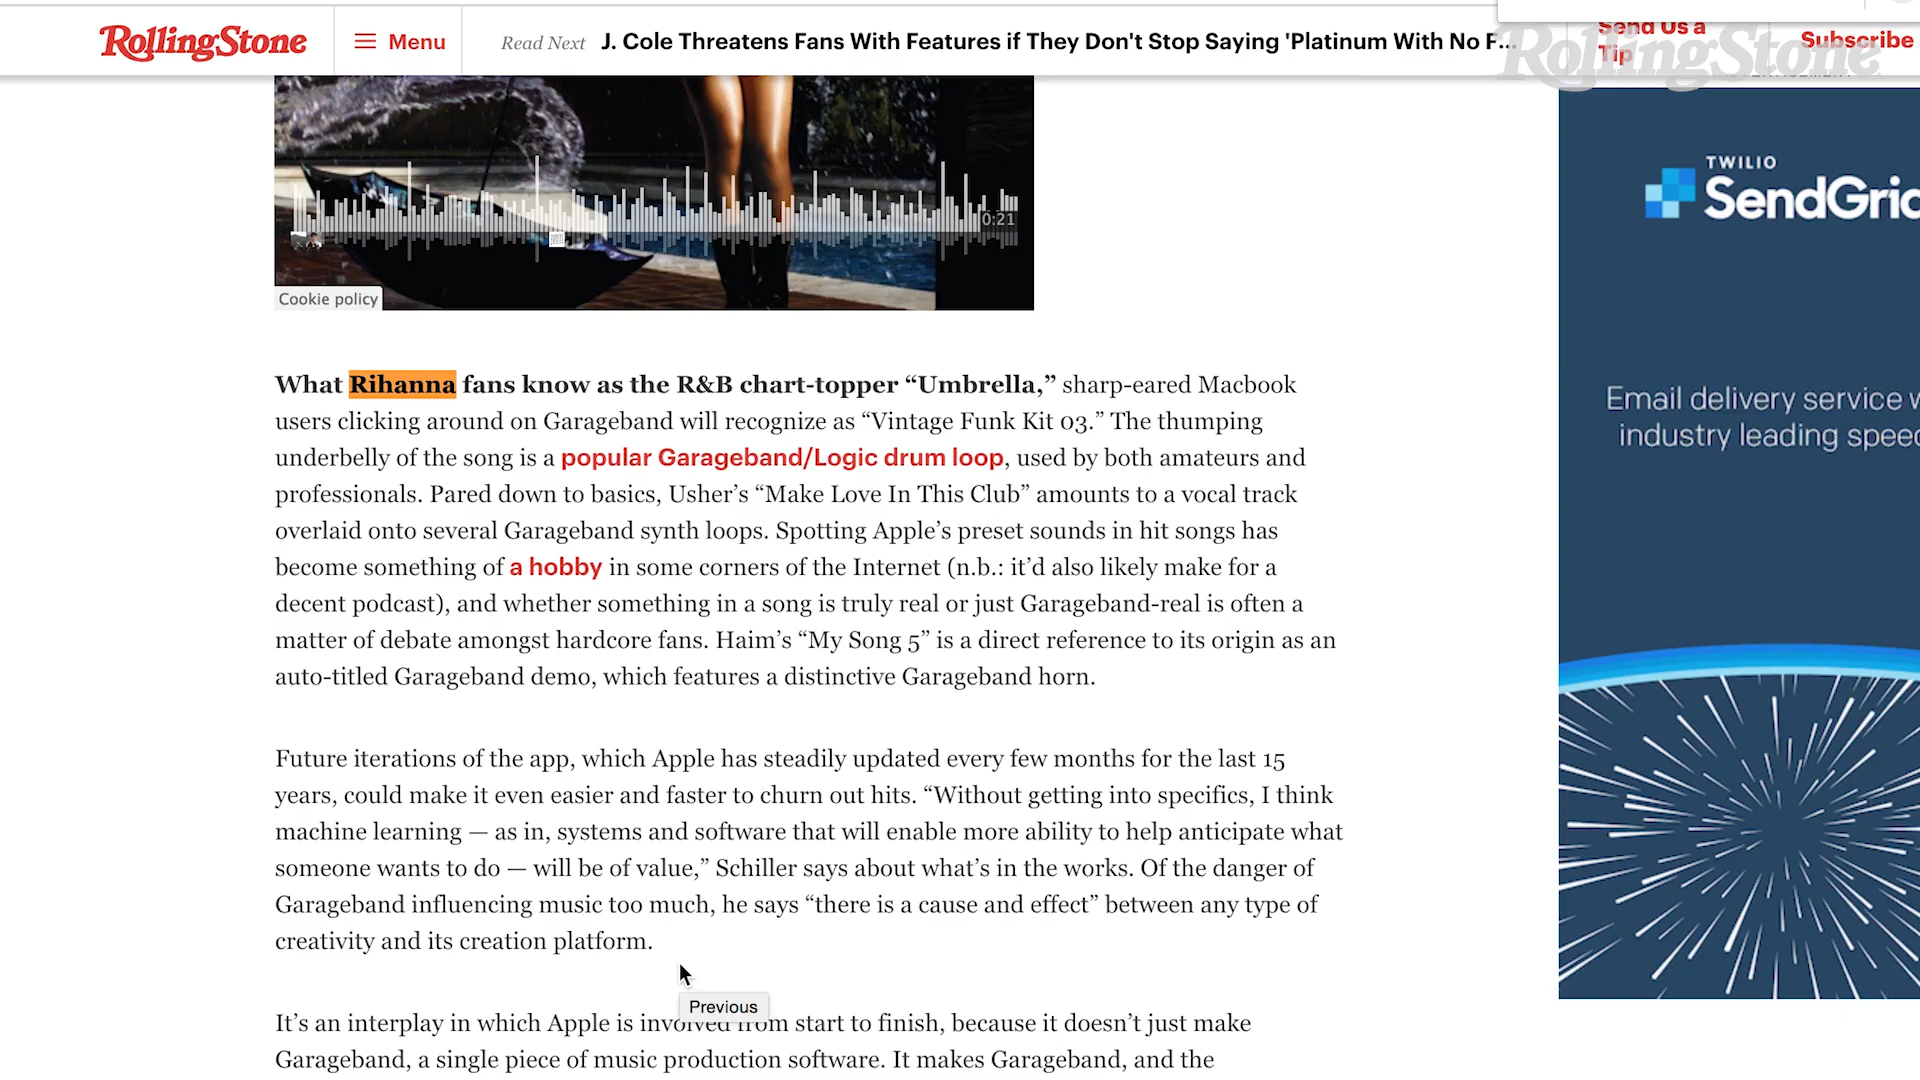 RollingStone
Menu
Read Next J. Cole Threatens Fans With Features if They Don't Stop Saying 'Platinum With No F...
Send Us a
Tip
Subscribe
RollingStone
0:21
Cookie policy
TWILIO
SendGri
Email delivery service w
industry leading speed
What Rihanna fans know as the R&B chart-topper “Umbrella,” sharp-eared Macbook
users clicking around on Garageband will recognize as “Vintage Funk Kit 03.” The thumping
underbelly of the song is a popular Garageband/Logic drum loop, used by both amateurs and
professionals. Pared down to basics, Usher’s “Make Love In This Club” amounts to a vocal track
overlaid onto several Garageband synth loops. Spotting Apple’s preset sounds in hit songs has
become something of a hobby in some corners of the Internet (n.b.: it’d also likely make for a
decent podcast), and whether something in a song is truly real or just Garageband-real is often a
matter of debate amongst hardcore fans. Haim’s “My Song 5” is a direct reference to its origin as an
auto-titled Garageband demo, which features a distinctive Garageband horn.
Future iterations of the app, which Apple has steadily updated every few months for the last 15
years, could make it even easier and faster to churn out hits. “Without getting into specifics, I think
machine learning — as in, systems and software that will enable more ability to help anticipate what
someone wants to do — will be of value,” Schiller says about what’s in the works. Of the danger of
Garageband influencing music too much, he says “there is a cause and effect” between any type of
creativity and its creation platform.
Previous
It’s an interplay in which Apple is involved from start to finish, because it doesn’t just make
Garageband, a single piece of music production software. It makes Garageband, and the